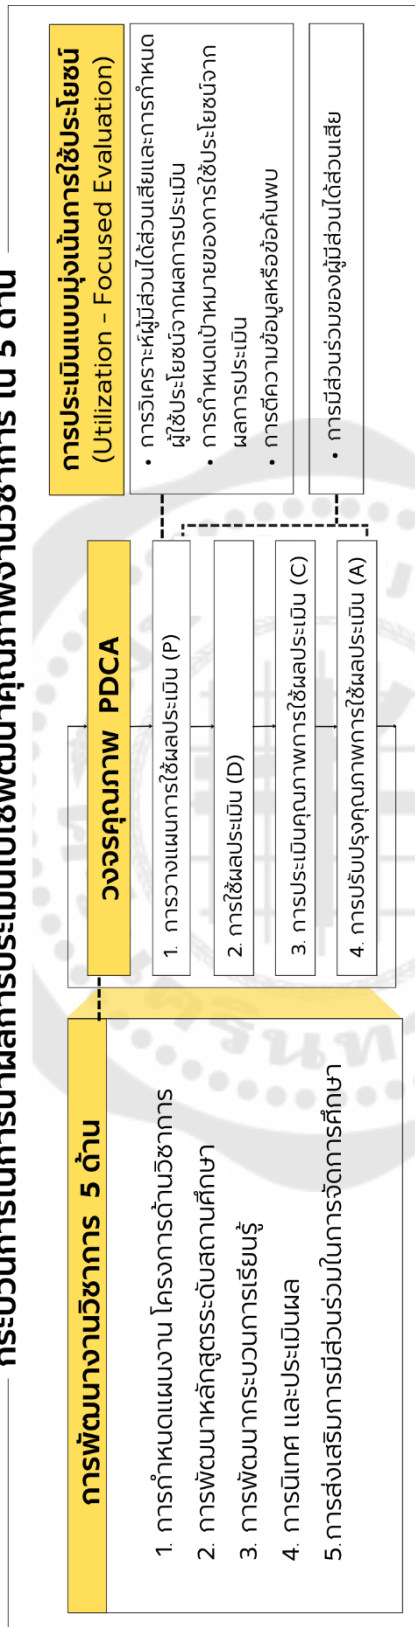 กระบวนการในการนำผลการประเมินไปใช้พัฒนาคุณภาพงานวิชาการ ใน 5 ด้าน
การพัฒนางานวิชาการ 5 ด้าน
1. การกำหนดแผนงาน โครงการด้านวิชาการ
2. การพัฒนาหลักสูตรระดับสถานศึกษา
3. การพัฒนากระบวนการเรียนรู้
4. การนิเทศ และประเมินผล
5.การส่งเสริมการมีส่วนร่วมในการจัดการศึกษา
วงจรคุณภาพ PDCA
1. การวางแผนการใช้ผลประเมิน (P)
2. การใช้ผลประเมิน (D)
3. การประเมินคุณภาพการใช้ผลประเมิน (C)
4. การปรับปรุงคุณภาพการใช้ผลประเมิน (A)
การประเมินแบบมุ่งเน้นการใช้ประโยชน์
(Utilization - Focused Evaluation)
• การวิเคราะห์ผู้มีส่วนได้ส่วนเสียและการกำหนด
ผู้ใช้ประโยชน์จากผลการประเมิน
• การกำหนดเป้าหมายของการใช้ประโยชน์จาก
ผลการประเมิน
• การตีความข้อมูลหรือข้อค้นพบ
• การมีส่วนร่วมของผู้มีส่วนได้ส่วนเสีย